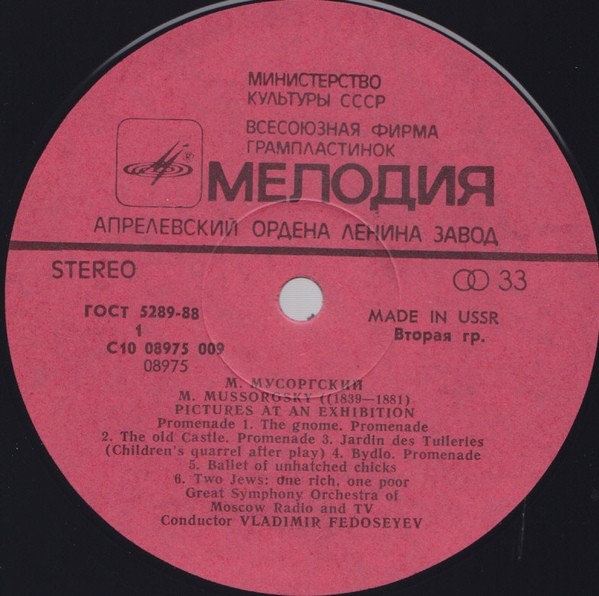 МИНИСТЕРСТВО
КУЛЬТУРЫ СССР
ВСЕСОЮЗНАЯ ФИРМА
ГРАМПЛАСТИНОК
®
МЕЛОДИЯ
АПРЕЛЕВСКИЙ ОРДЕНА ЛЕНИНА ЗАВОД
STEREO
33
ГОСТ 5289-88
MADE IN USSR
1
Вторая гр.
С10 08975 009
08975
М. МУСОРГСКИЙ
M. MUSSOROSKY ((1839—1881)
PICTURES AT AN EXHIBITION
Promenade 1. The gnome. Promenade
2. The old Castle. Promenade 3. Jardin des Tuileries
(Children's quarrel after play) 4. Bydlo. Promenade
5. Ballet of unhatched chicks
6. Two Jews: one rich, one poor
Great Symphony Orchestra of
Moscow Radio and TV
Conductor VLADIMIR FEDOSEYEV